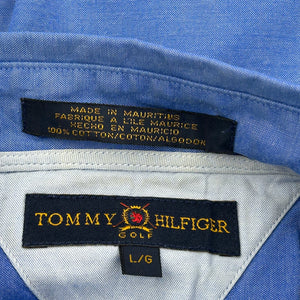 MADE IN MAURITIUS
FABRIQUE A L'ILE MAURICE
HECHO EN MAURICIO
100% COTTON/COTON/ALGODON
TOMMY HILFIGER
GOLF
L/G